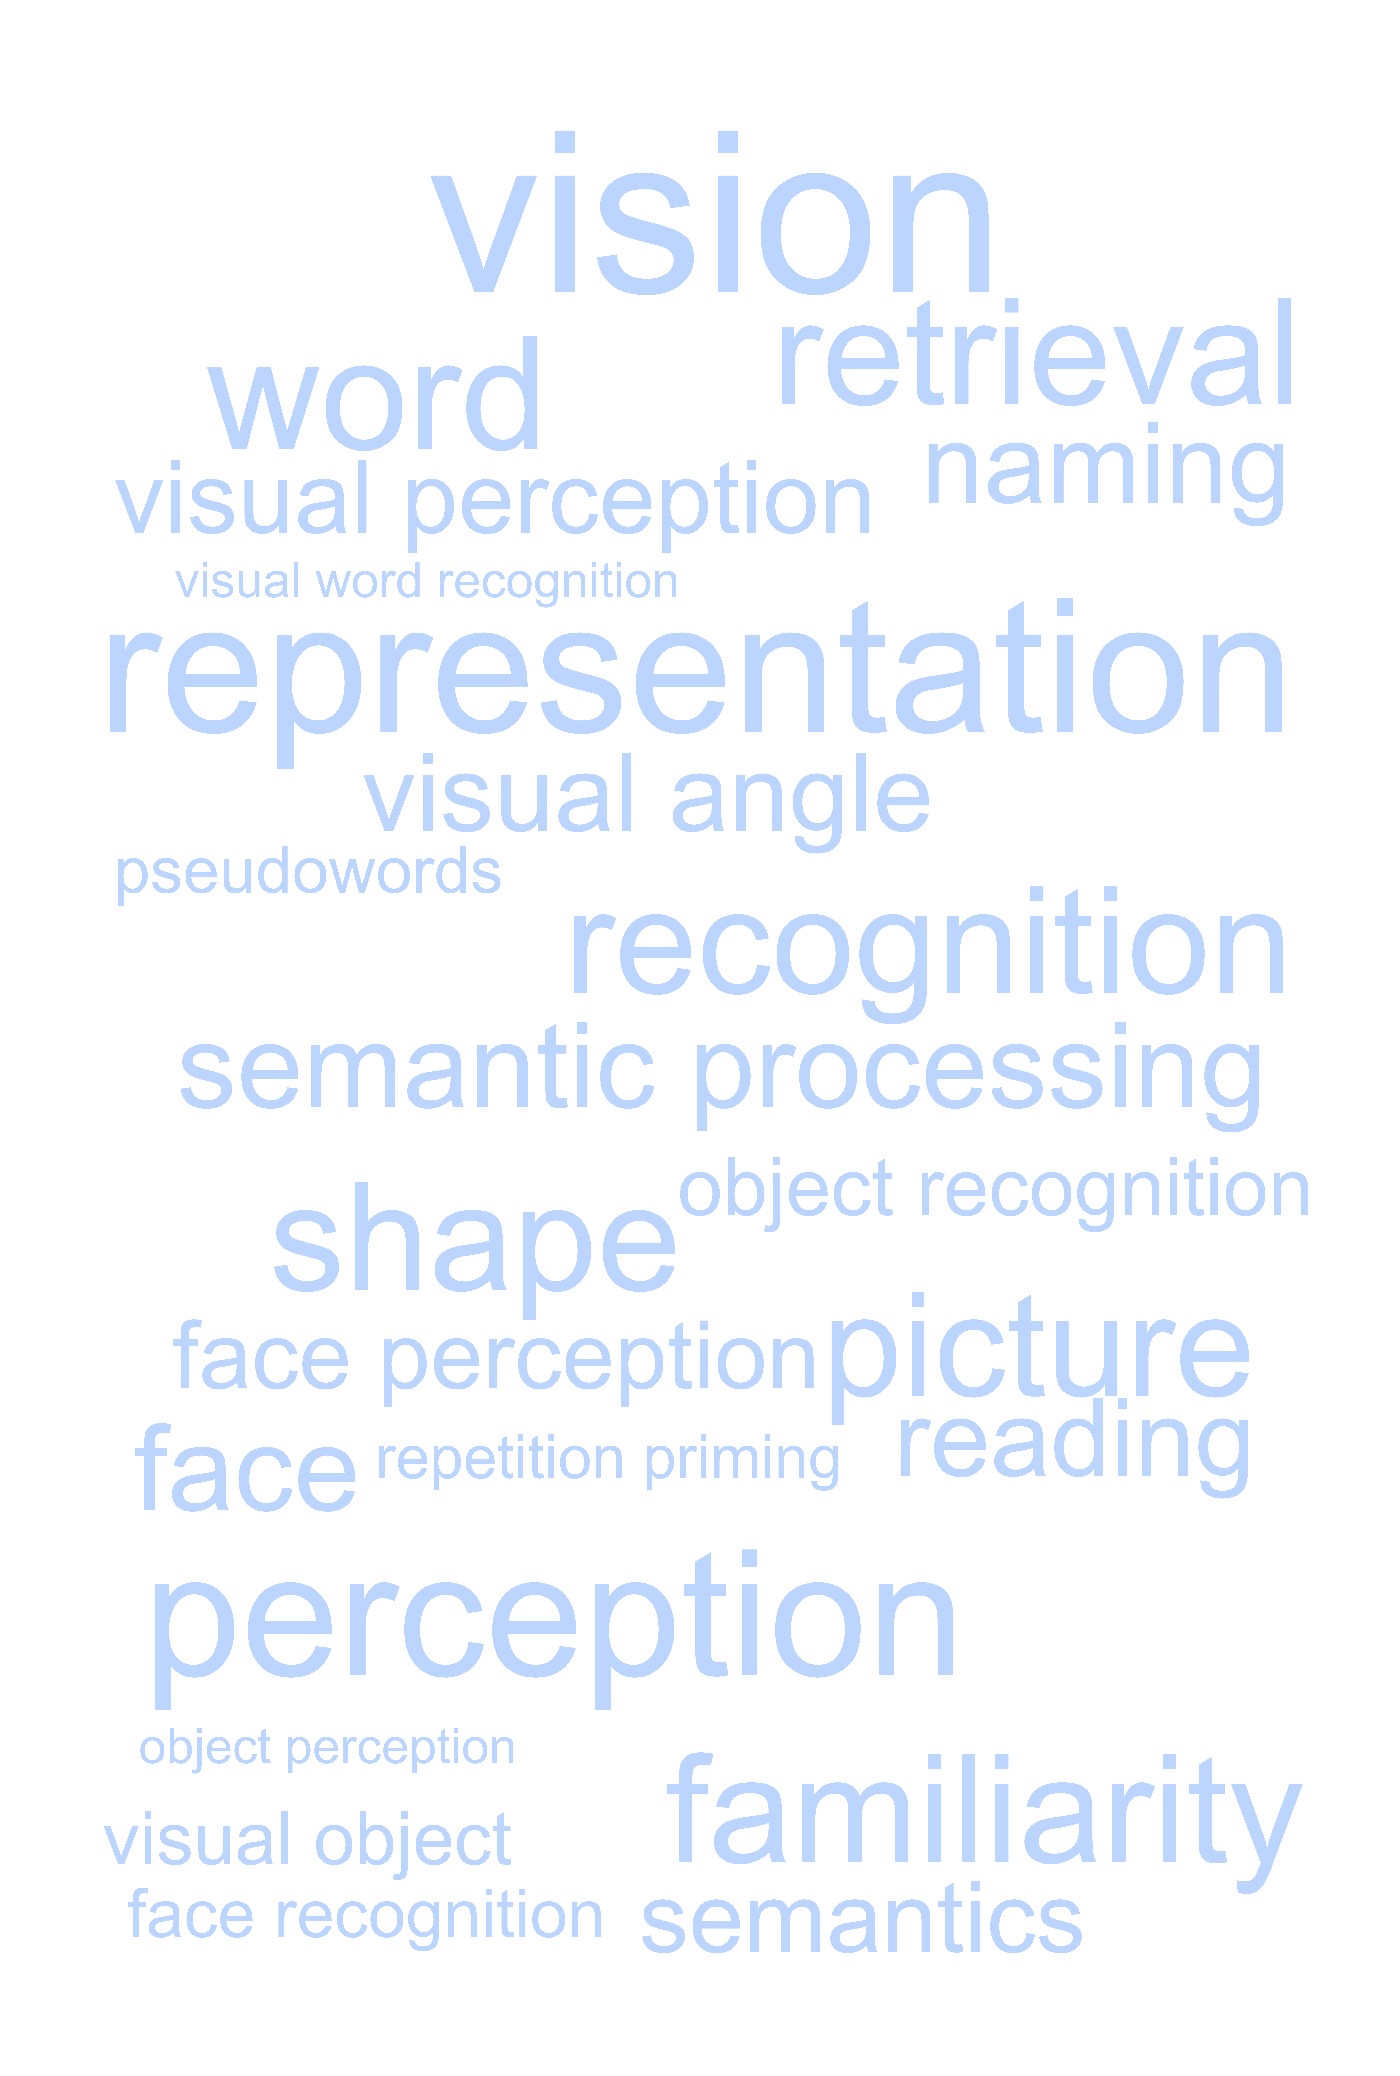 vision
retrieval
word
naming
visual perception
visual word recognition
representation
visual angle
pseudowords
recognition
semantic processing
object recognition
shape
picture
face perception
reading
face
repetition priming
perception
object perception
familiarity
visual object
face recognition
semantics